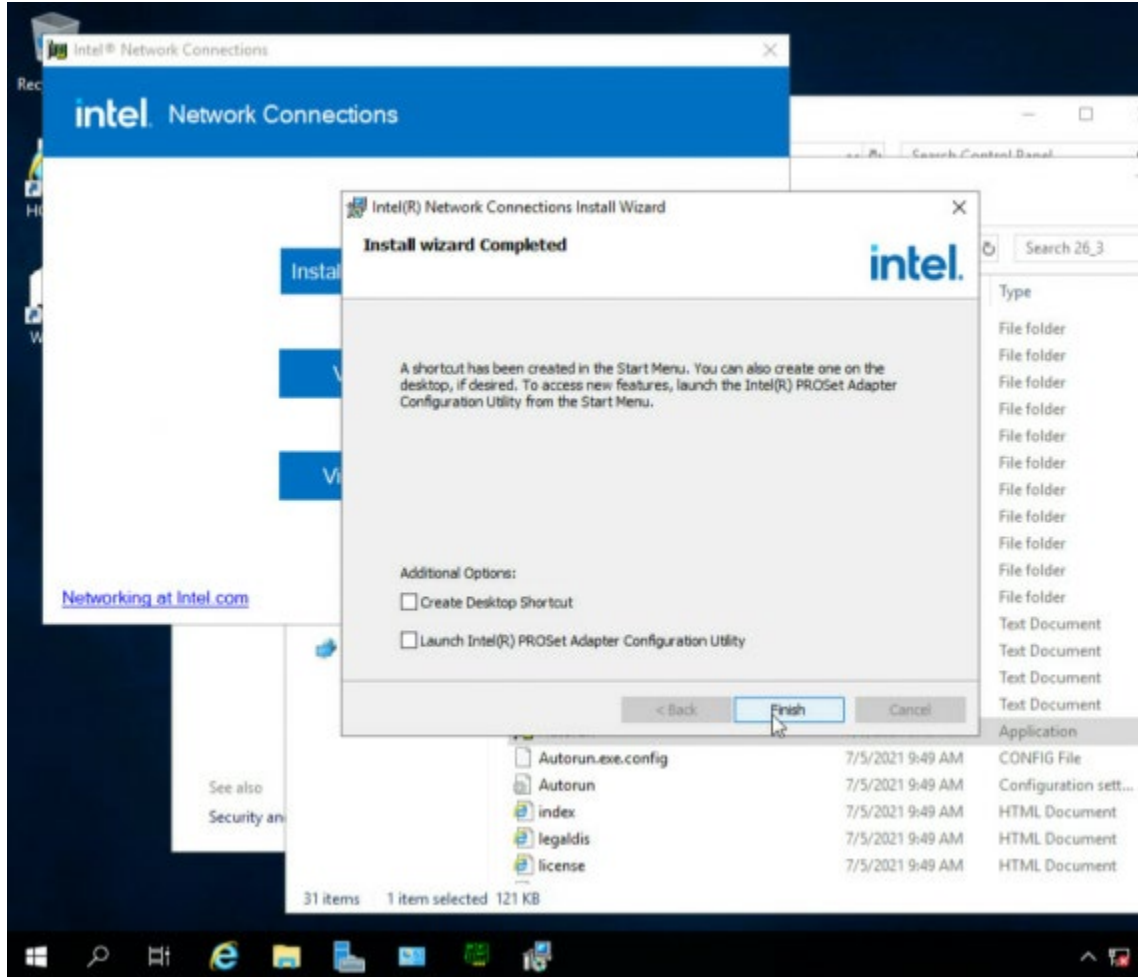 Intel® Network Connections
intel. Network Connections
Search Control Panel
Intel(R) Network Connections Install Wizard
Install wizard Completed
intel.
Search 26_3
Instal
Type
File folder
File folder
File folder
File folder
File folder
File folder
File folder
File folder
File folder
File folder
File folder
A shortcut has been created in the Start Menu. You can also create one on the
desktop, if desired. To access new features, launch the Intel(R) PROSet Adapter
Configuration Utility from the Start Menu.
Vi
Additional Options:
Create Desktop Shortcut
Launch Intel(R) PROSet Adapter Configuration Utility
Networking at Intel.com
Text Document
Text Document
Text Document
Text Document
< Back Finish Cancel
Application
Autorun.exe.config 7/5/2021 9:49 AM CONFIG File
See also
Autorun 7/5/2021 9:49 AM Configuration sett...
Security an
index 7/5/2021 9:49 AM HTML Document
legaldis 7/5/2021 9:49 AM HTML Document
license 7/5/2021 9:49 AM HTML Document
31 items 1 item selected 121 KB